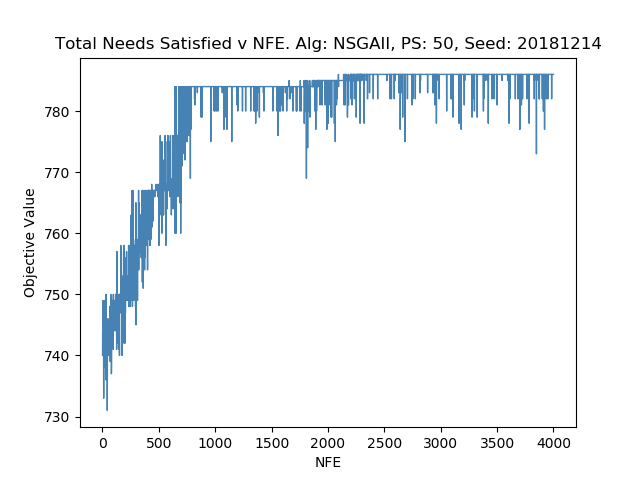 Total Needs Satisfied v NFE. Alg: NSGAII, PS: 50, Seed: 20181214
780
770
760
750
740
730
Objective Value
0 500 1000 1500 2000 2500 3000 3500 4000
NFE